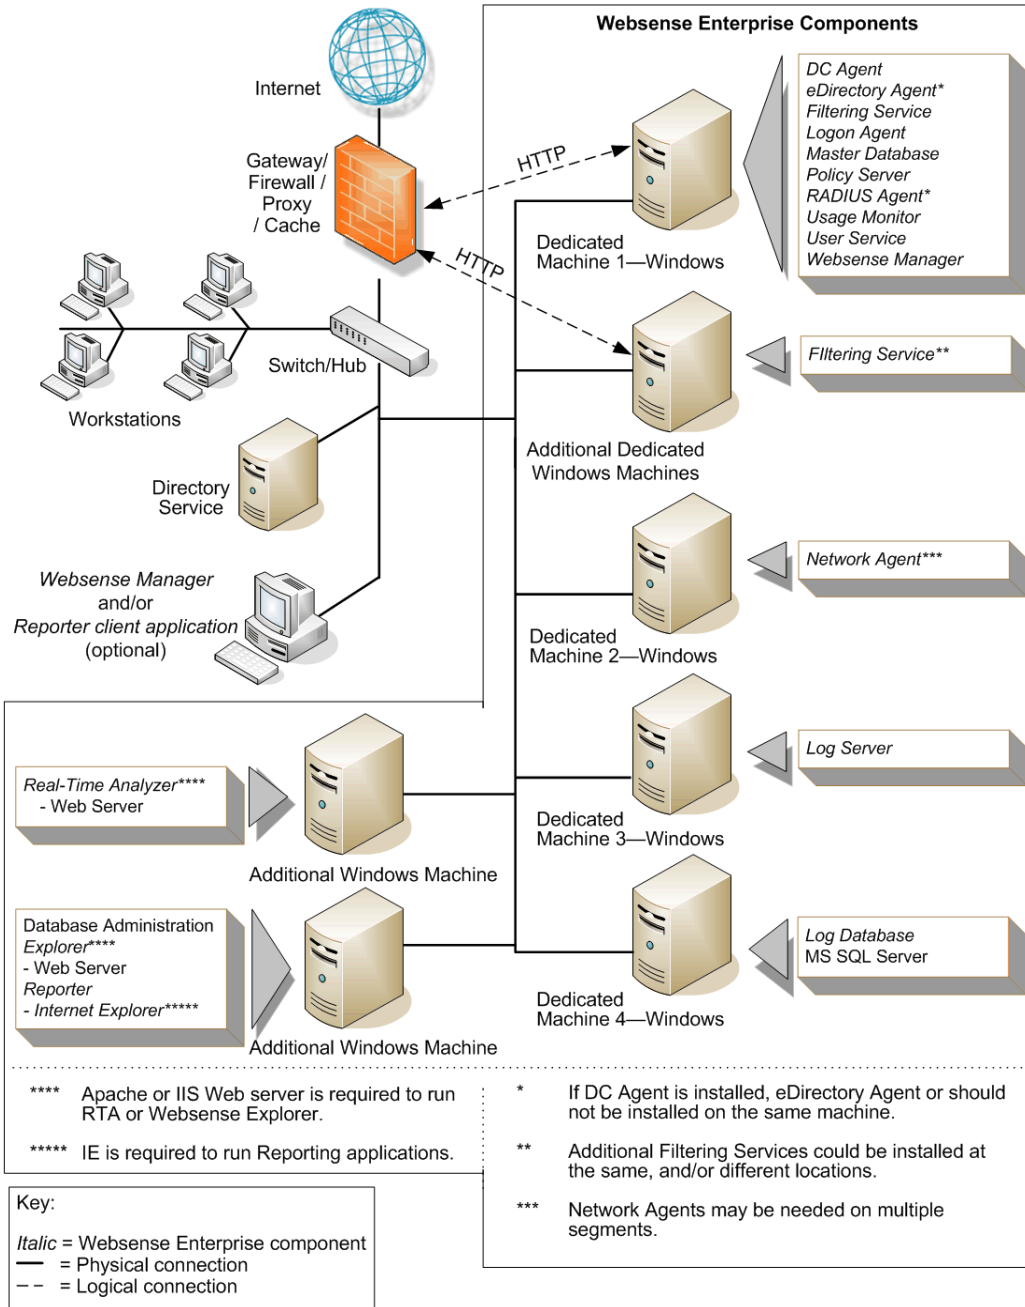 Websense Enterprise Components
Internet
Gateway/
Firewall /
Proxy
/ Cache
HTTP
HTTP
DC Agent
eDirectory Agent*
Filtering Service
Logon Agent
Master Database
Policy Server
RADIUS Agent*
Usage Monitor
User Service
Websense Manager
Dedicated
Machine 1—Windows
Switch/Hub
Workstations
FIltering Service**
Additional Dedicated
Windows Machines
Directory
Service
Network Agent***
Dedicated
Machine 2—Windows
Websense Manager
and/or
Reporter client application
(optional)
Log Server
Dedicated
Machine 3—Windows
Real-Time Analyzer****
- Web Server
Additional Windows Machine
Log Database
MS SQL Server
Dedicated
Machine 4—Windows
Database Administration
Explorer****
- Web Server
Reporter
- Internet Explorer*****
Additional Windows Machine
**** Apache or IIS Web server is required to run
RTA or Websense Explorer.
***** IE is required to run Reporting applications.
* If DC Agent is installed, eDirectory Agent or should
not be installed on the same machine.
** Additional Filtering Services could be installed at
the same, and/or different locations.
*** Network Agents may be needed on multiple
segments.
Key:
Italic = Websense Enterprise component
= Physical connection
= Logical connection